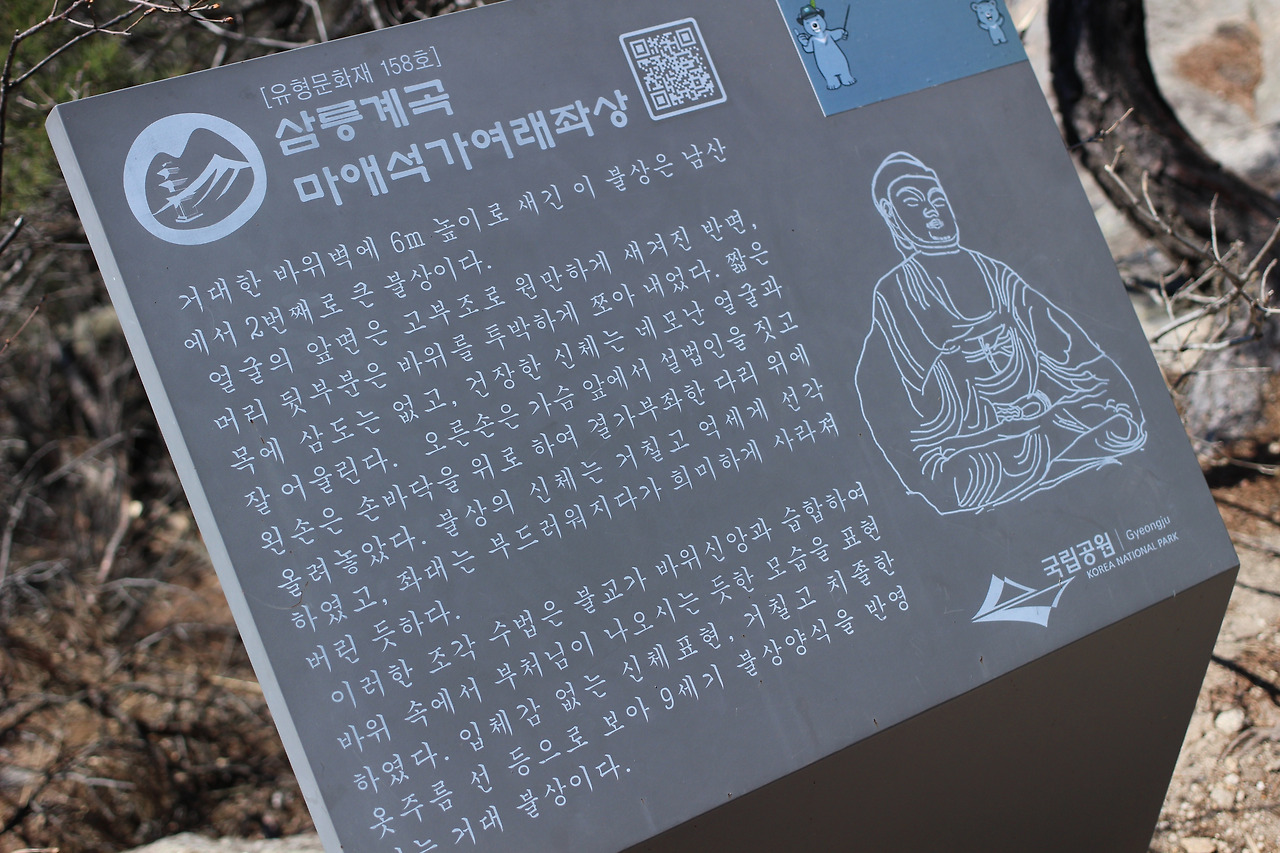 [유형문화재 158호]
삼릉계곡
마애석가여래좌상
거대한 바위벽에 6m 높이로 새긴 이 불상은 남산
에서 2번째로 큰 불상이다.
얼굴의 앞면은 고부조로 원만하게 새겨진 반면,
머리 뒷부분은 바위를 투박하게 쪼아 내었다. 짧은
목에 삼도는 없고, 건장한 신체는 네모난 얼굴과
잘 어울린다. 오른손은 가슴 앞에서 설법인을 짓고
왼손은 손바닥을 위로 하여 결가부좌한 다리 위에
올려놓았다. 불상의 신체는 거칠고 억세게 선각
하였고, 좌대는 부드러워지다가 희미하게 사라져
버린 듯하다.
이러한 조각 수법은 불교가 바위신앙과 습합하여
바위 속에서 부처님이 나오시는 듯한 모습을 표현
하였다. 입체감 없는 신체표현, 거칠고 치졸한
옷주름 선 등으로 보아 9세기 불상양식을 반영
는 거대 불상이다.
국립공원 Gyeongju
KOREA NATIONAL PARK